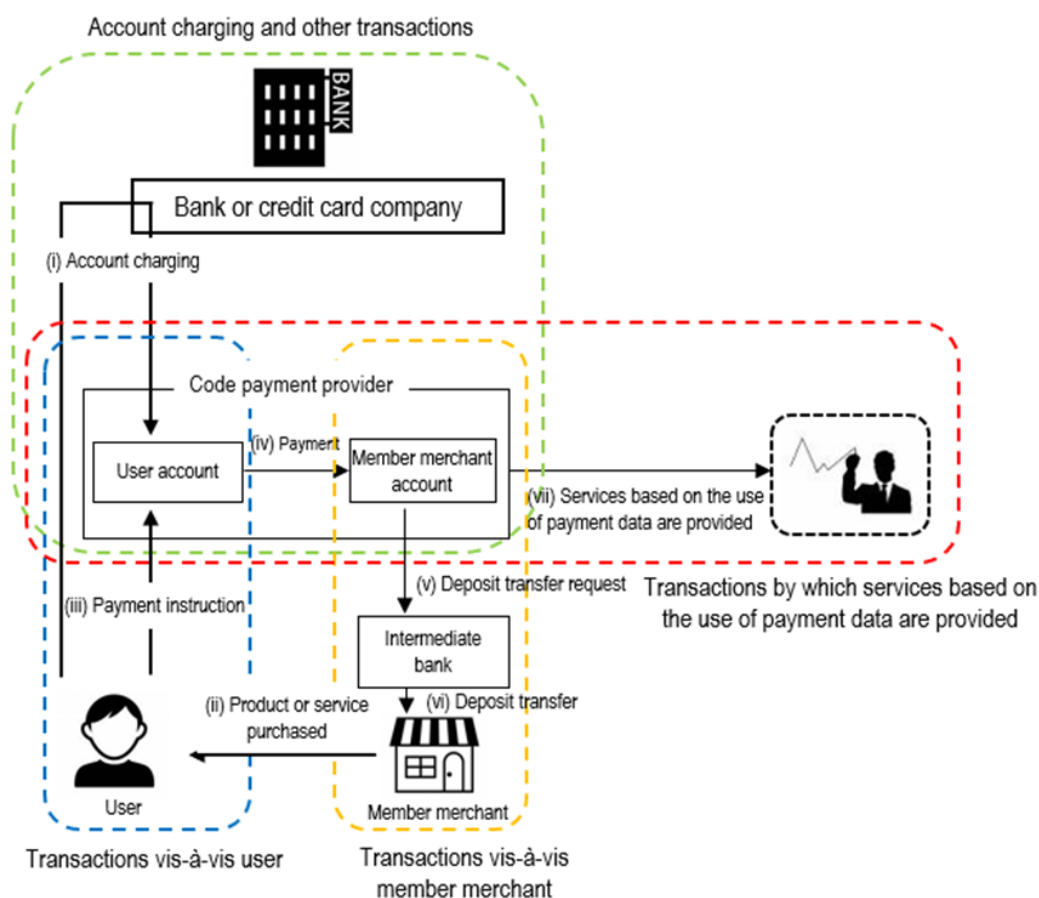 Account charging and other transactions
BANK
Bank or credit card company
(i) Account charging
Code payment provider
User account
(iv) Payment
Member merchant
account
(vii) Services based on the use
of payment data are provided
(v) Deposit transfer request
Transactions by which services based on
the use of payment data are provided
(iii) Payment instruction
Intermediate
bank
(vi) Deposit transfer
(ii) Product or service
purchased
User
Member merchant
Transactions vis-à-vis user
Transactions vis-à-vis
member merchant